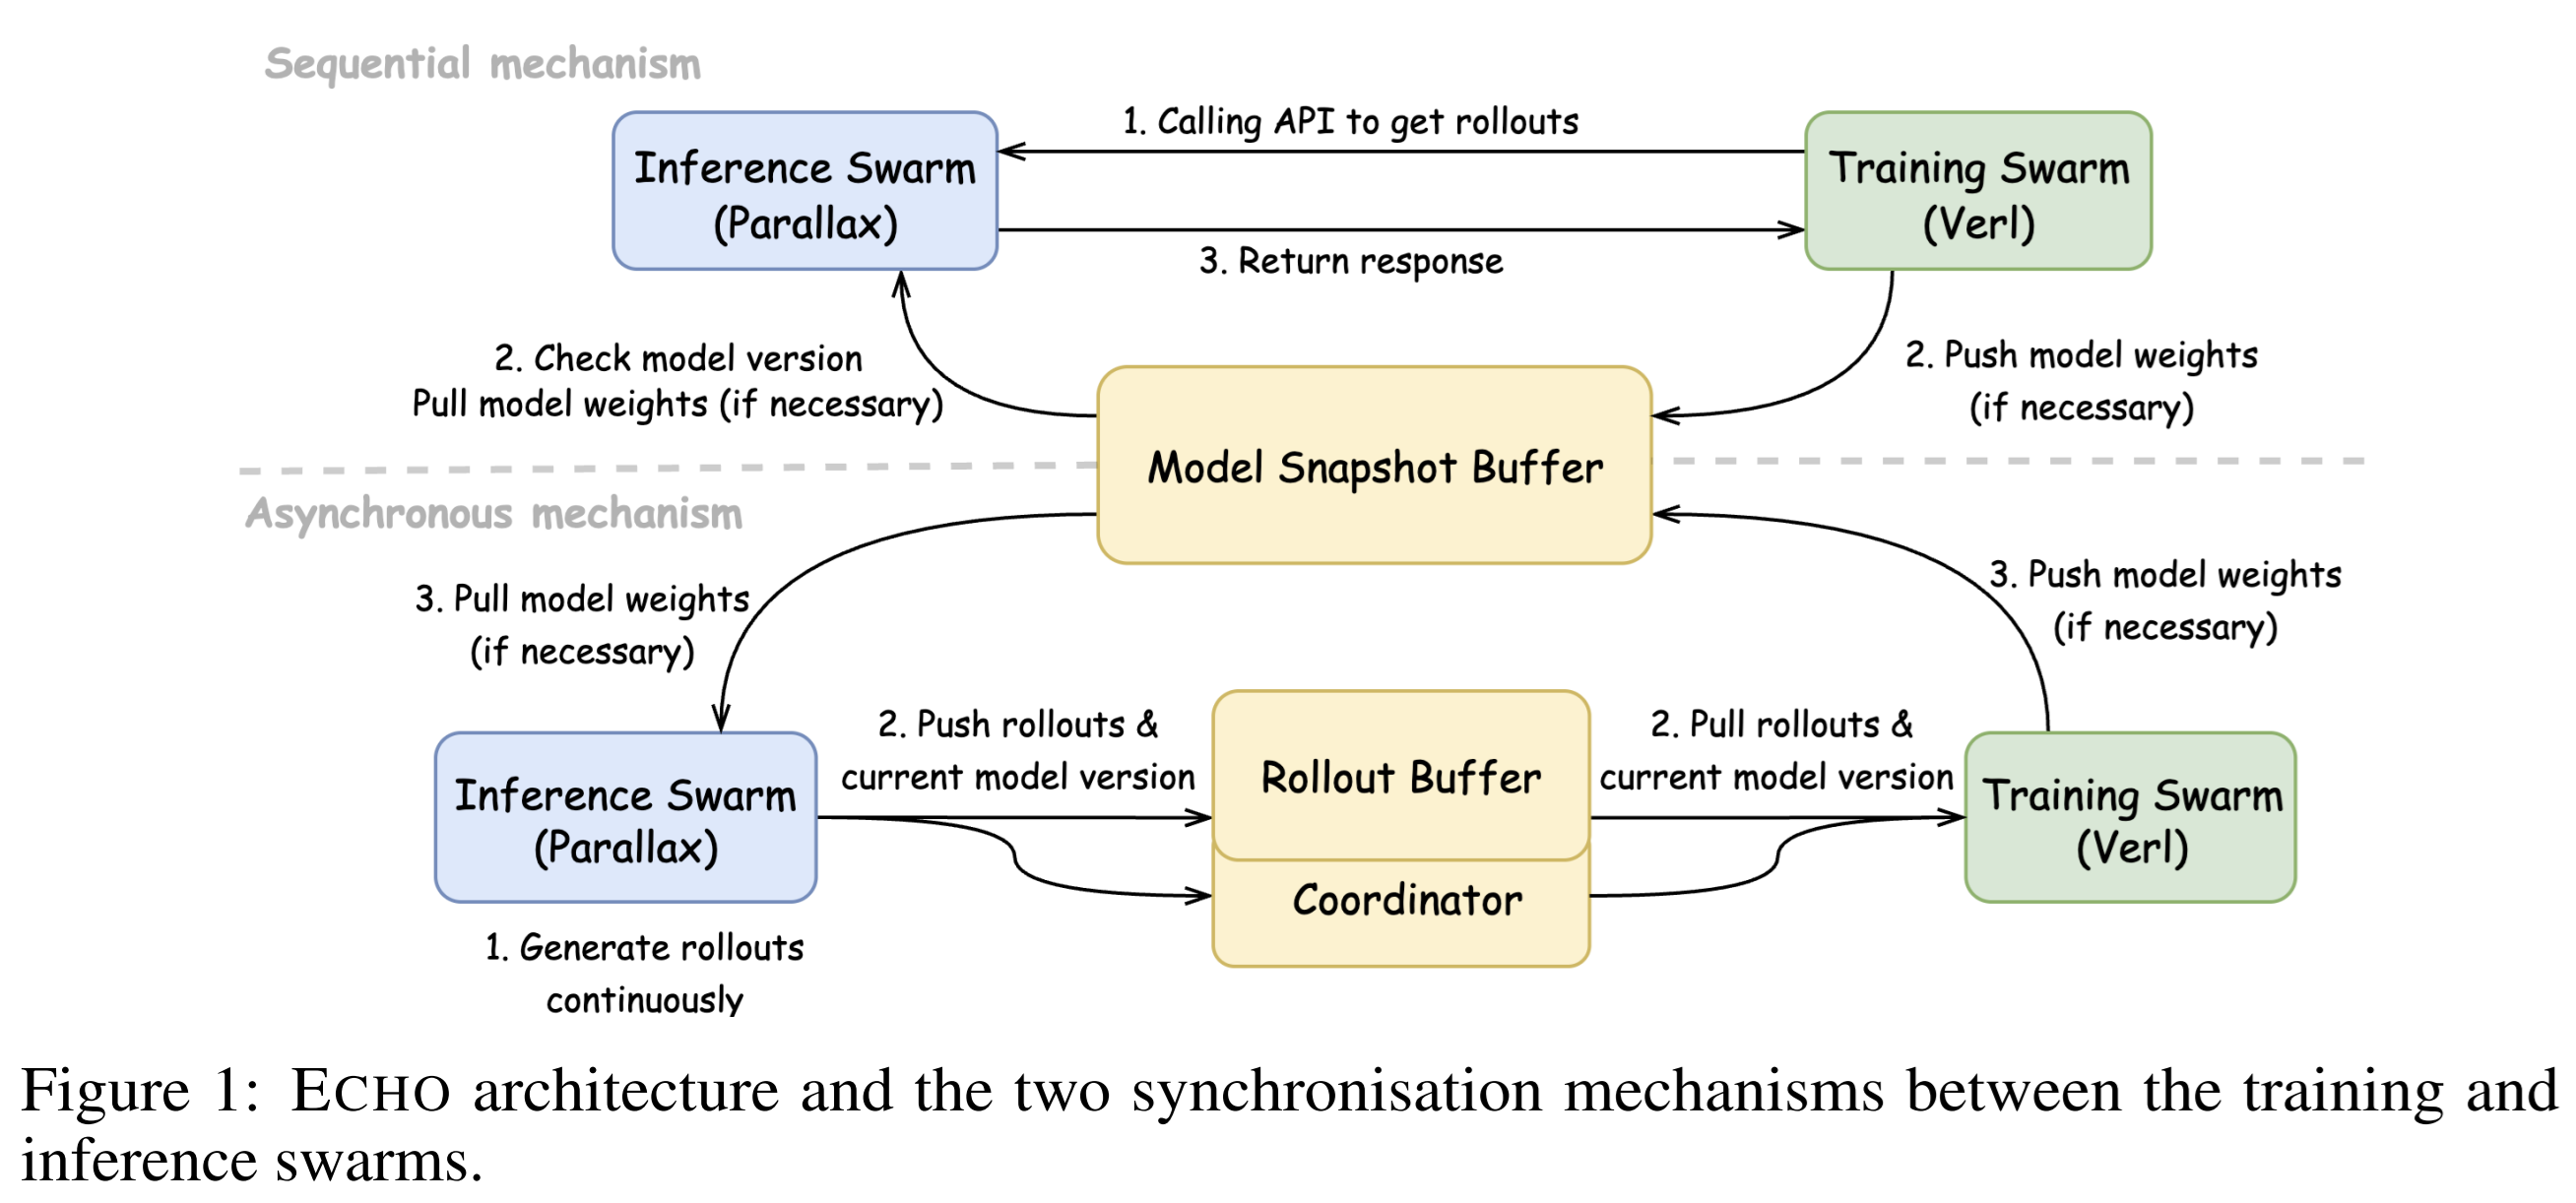 Sequential mechanism
1. Calling API to get rollouts
Inference Swarm
(Parallax)
Training Swarm
(Verl)
3. Return response
2. Check model version
Pull model weights (if necessary)
2. Push model weights
(if necessary)
Model Snapshot Buffer
Asynchronous mechanism
3. Pull model weights
(if necessary)
3. Push model weights
(if necessary)
Inference Swarm
(Parallax)
2. Push rollouts &
current model version
Rollout Buffer
Coordinator
2. Pull rollouts &
current model version
Training Swarm
(Verl)
1. Generate rollouts
continuously
Figure 1: ECHO architecture and the two synchronisation mechanisms between the training and
inference swarms.